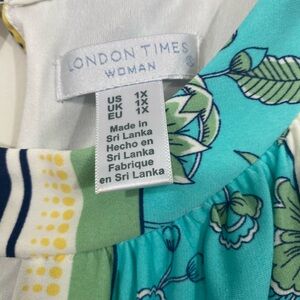 LONDON TIMES
WOMAN
US 1X
UK 1X
EU 1X
Made in
Sri Lanka
Hecho en
Sri Lanka
Fabrique
en Sri Lanka